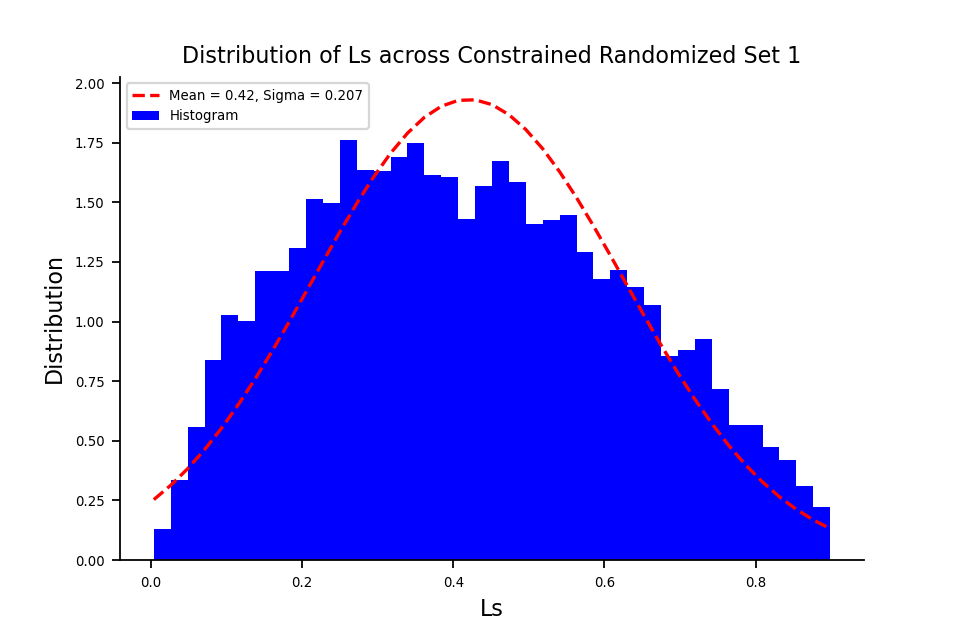 Distribution of Ls across Constrained Randomized Set 1
Mean = 0.42, Sigma = 0.207
Histogram
Distribution
2.00
1.75
1.50
1.25
1.00
0.75
0.50
0.25
0.00
0.0 0.2 0.4 0.6 0.8
Ls